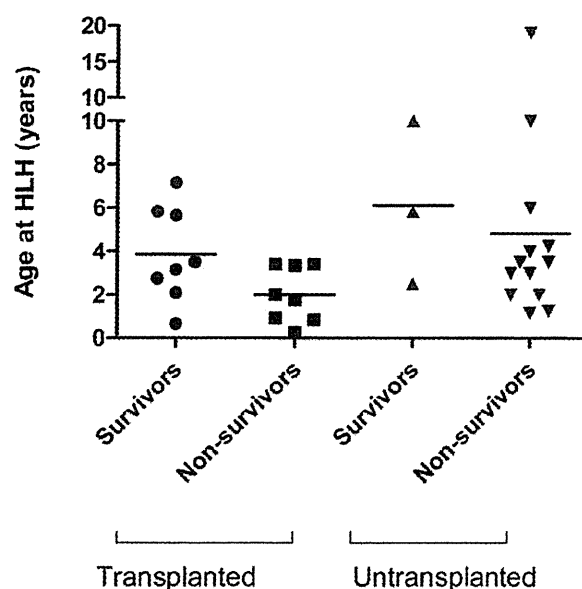 Age at HLH (years)
20
15
10
10
8
6
4
2
0
Survivors
Non-survivors
Survivors
Non-survivors
Transplanted
Untransplanted